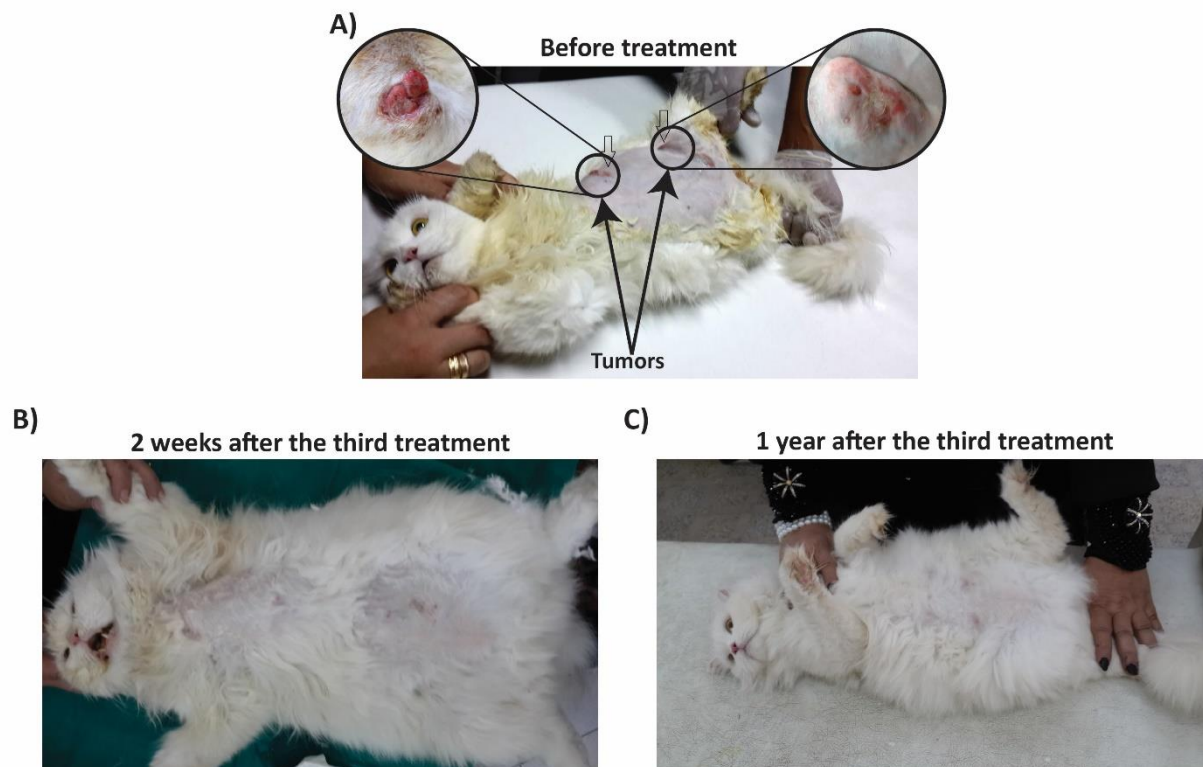 A)
Before treatment
Tumors
B)
2 weeks after the third treatment
C)
1 year after the third treatment